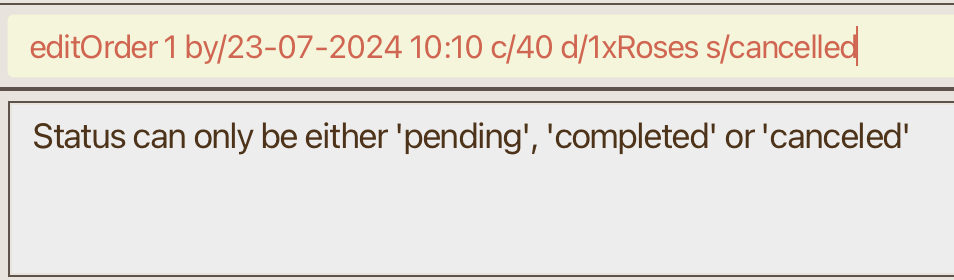 editOrder 1 by/23-07-2024 10:10 c/40 d/1xRoses s/cancelled
Status can only be either 'pending', 'completed' or 'canceled'